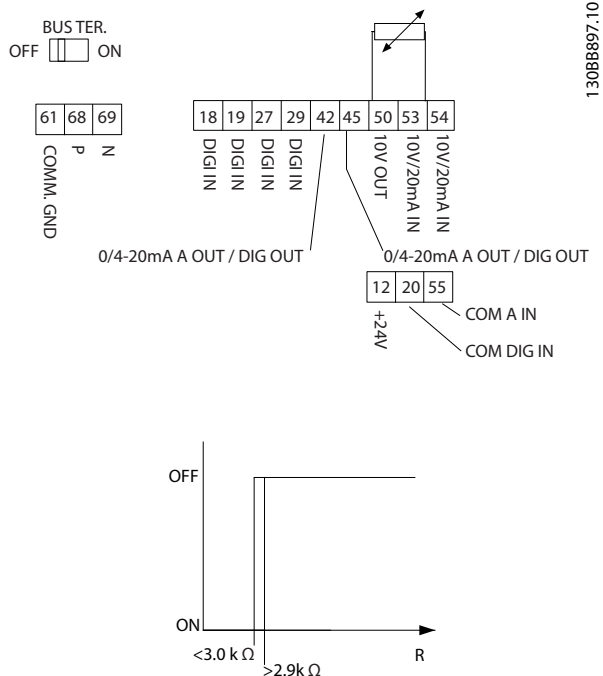 130BB897.10
BUS TER.
OFF ON
61 68 69
COMM. GND
P
N
18 19 27 29 42 45 50 53 54
DIGI IN
DIGI IN
DIGI IN
DIGI IN
10V OUT
10V/20mA IN
10V/20mA IN
0/4-20mA A OUT / DIG OUT
0/4-20mA A OUT / DIG OUT
12 20 55
+24V
COM A IN
COM DIG IN
OFF
ON
<3.0 k Ω
>2.9k Ω
R